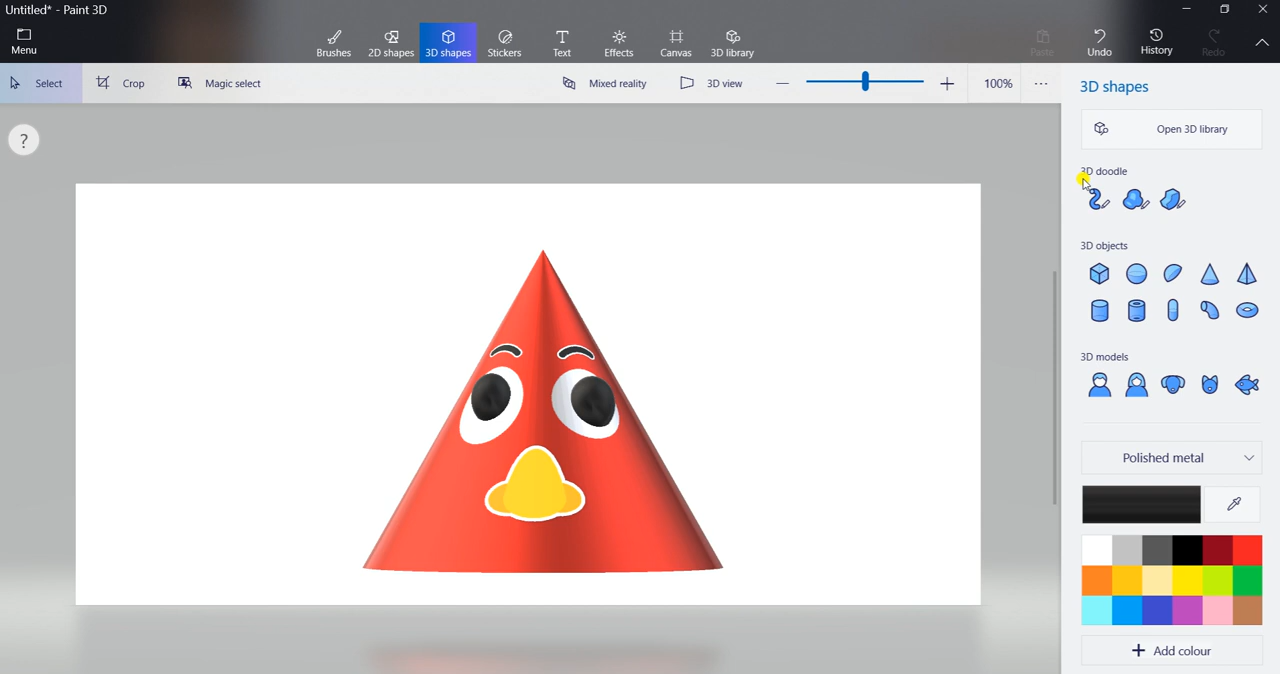 Untitled* - Paint 3D
Menu
Brushes
2D shapes
3D shapes
Stickers
Text
Effects
Canvas
3D library
Paste
Undo
History
Redo
Select
Crop
Magic select
Mixed reality
3D view
100%
?
3D shapes
Open 3D library
3D doodle
3D objects
3D models
Polished metal
Add colour